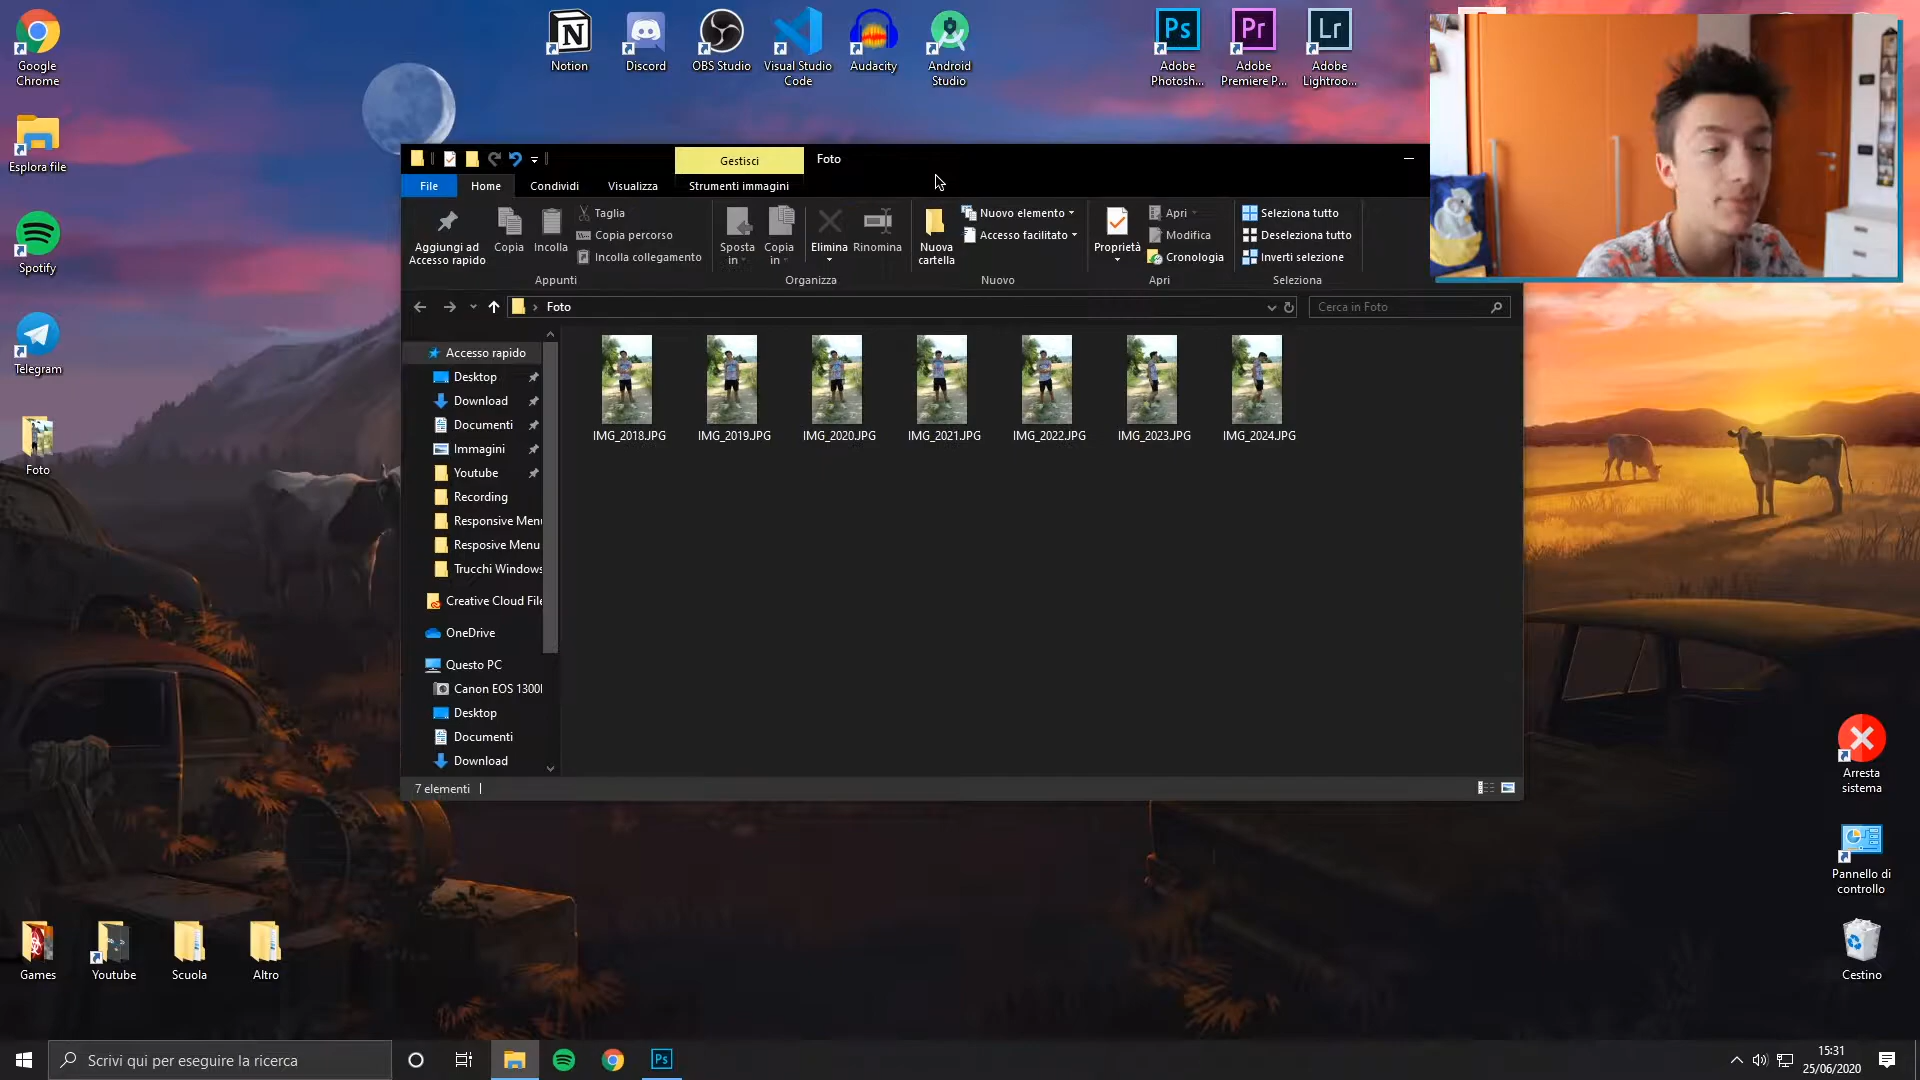 Google
Chrome
Esplora file
Spotify
Telegram
Foto
Games
Youtube
Scuola
Altro
Notion
Discord
OBS Studio
Visual Studio
Code
Audacity
Android
Studio
Ps
Adobe
Photosh...
Pr
Adobe
Premiere P...
Lr
Adobe
Lightroo...
Gestisci
Foto
File
Home
Condividi
Visualizza
Strumenti immagini
Aggiungi ad
Accesso rapido
Copia
Incolla
Taglia
Copia percorso
Incolla collegamento
Appunti
Sposta
in
Copia
in
Elimina
Rinomina
Organizza
Nuova
cartella
Nuovo elemento
Accesso facilitato
Nuovo
Proprietà
Apri
Modifica
Cronologia
Apri
Seleziona tutto
Deseleziona tutto
Inverti selezione
Seleziona
Foto
Cerca in Foto
Accesso rapido
Desktop
Download
Documenti
Immagini
Youtube
Recording
Responsive Menu
Resposive Menu
Trucchi Windows
Creative Cloud File
OneDrive
Questo PC
Canon EOS 1300
Desktop
Documenti
Download
IMG_2018.JPG
IMG_2019.JPG
IMG_2020.JPG
IMG_2021.JPG
IMG_2022.JPG
IMG_2023.JPG
IMG_2024.JPG
7 elementi
Arresta
sistema
Pannello di
controllo
Cestino
Scrivi qui per eseguire la ricerca
Ps
15:31
25/06/2020